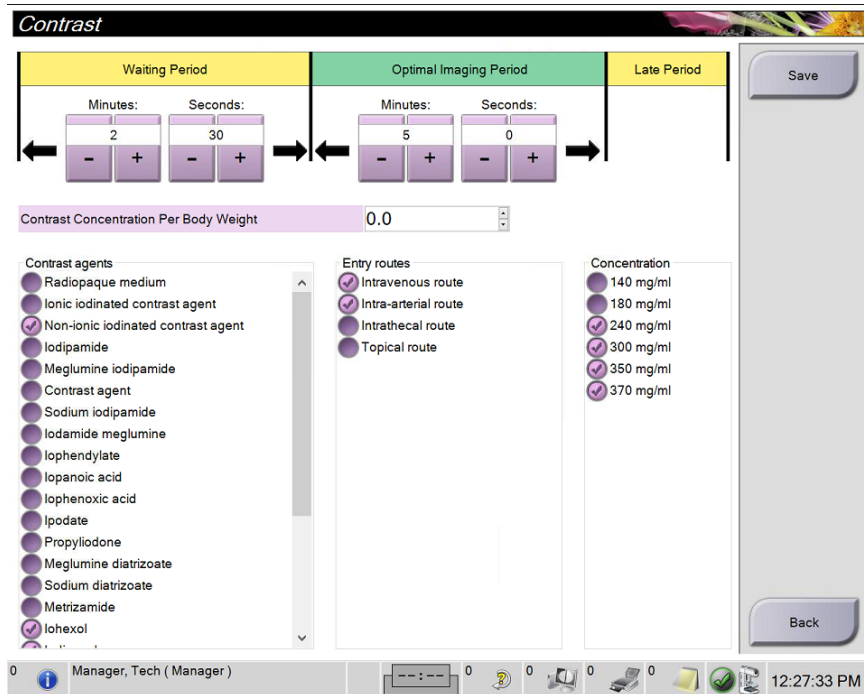 Contrast
Waiting Period
Optimal Imaging Period
Late Period
Save
Minutes:
Seconds:
Minutes:
Seconds:
2
30
5
0
- + - + - + - +
Contrast Concentration Per Body Weight
0.0
Contrast agents
Radiopaque medium
Ionic iodinated contrast agent
Non-ionic iodinated contrast agent
Iodipamide
Meglumine iodipamide
Contrast agent
Sodium iodipamide
Iodamide meglumine
Iophendylate
Iopanoic acid
Iophenoxic acid
Ipodate
Propyliodone
Meglumine diatrizoate
Sodium diatrizoate
Metrizamide
Iohexol
Entry routes
Intravenous route
Intra-arterial route
Intrathecal route
Topical route
Concentration
140 mg/ml
180 mg/ml
240 mg/ml
300 mg/ml
350 mg/ml
370 mg/ml
Back
0
Manager, Tech ( Manager )
--:--
0
0
0
0
12:27:33 PM